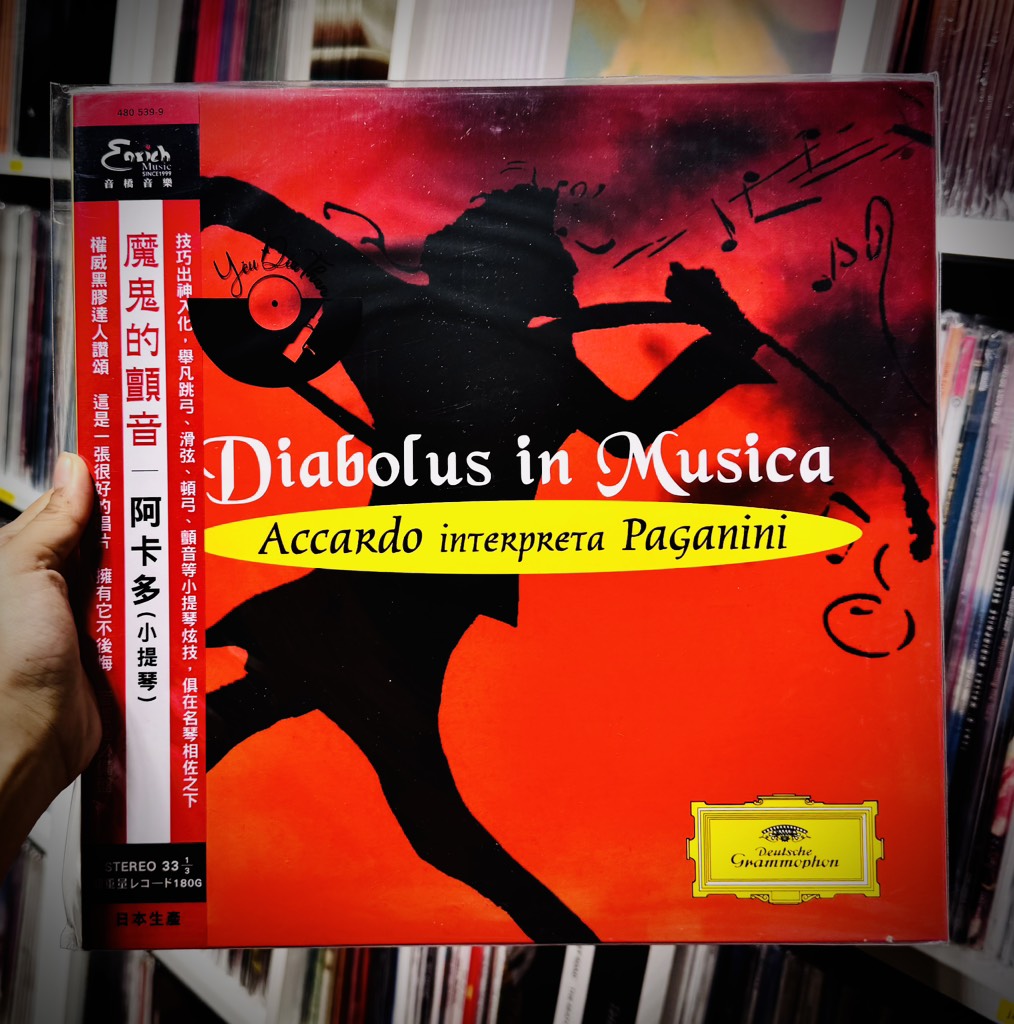 480 539-9
Enrich
Music
SINCE1999
音橋音樂
技巧出神入化，舉凡跳弓、滑弦、頓弓、顫音等小提琴炫技，俱在名琴相佐之下
魔鬼的顫音｜阿卡多（小提琴）
權威黑膠達人讚頌 這是一張很好的唱片 擁有它不後悔
STEREO 33 1/3
重量レコード180G
日本生產
Diabolus in Musica
Accardo interpreta Paganini
Deutsche
Grammophon